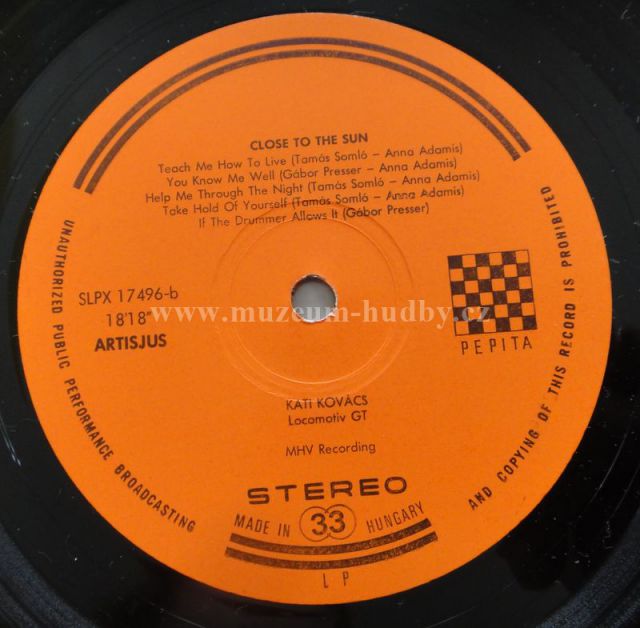 CLOSE TO THE SUN
Teach Me How To Live (Tamás Somló – Anna Adamis)
You Know Me Well (Gábor Presser – Anna Adamis)
Help Me Through The Night (Tamás Somló – Anna Adamis)
Take Hold Of Yourself (Tamás Somló – Anna Adamis)
If The Drummer Allows It (Gábor Presser)
SLPX 17496-b
18'18"
ARTISJUS
www.muzeum-hudby.cz
PEPITA
KATI KOVÁCS
Locomotiv GT
MHV Recording
STEREO
MADE IN 33 HUNGARY
LP
UNAUTHORIZED PUBLIC PERFORMANCE BROADCASTING
AND COPYING OF THIS RECORD IS PROHIBITED